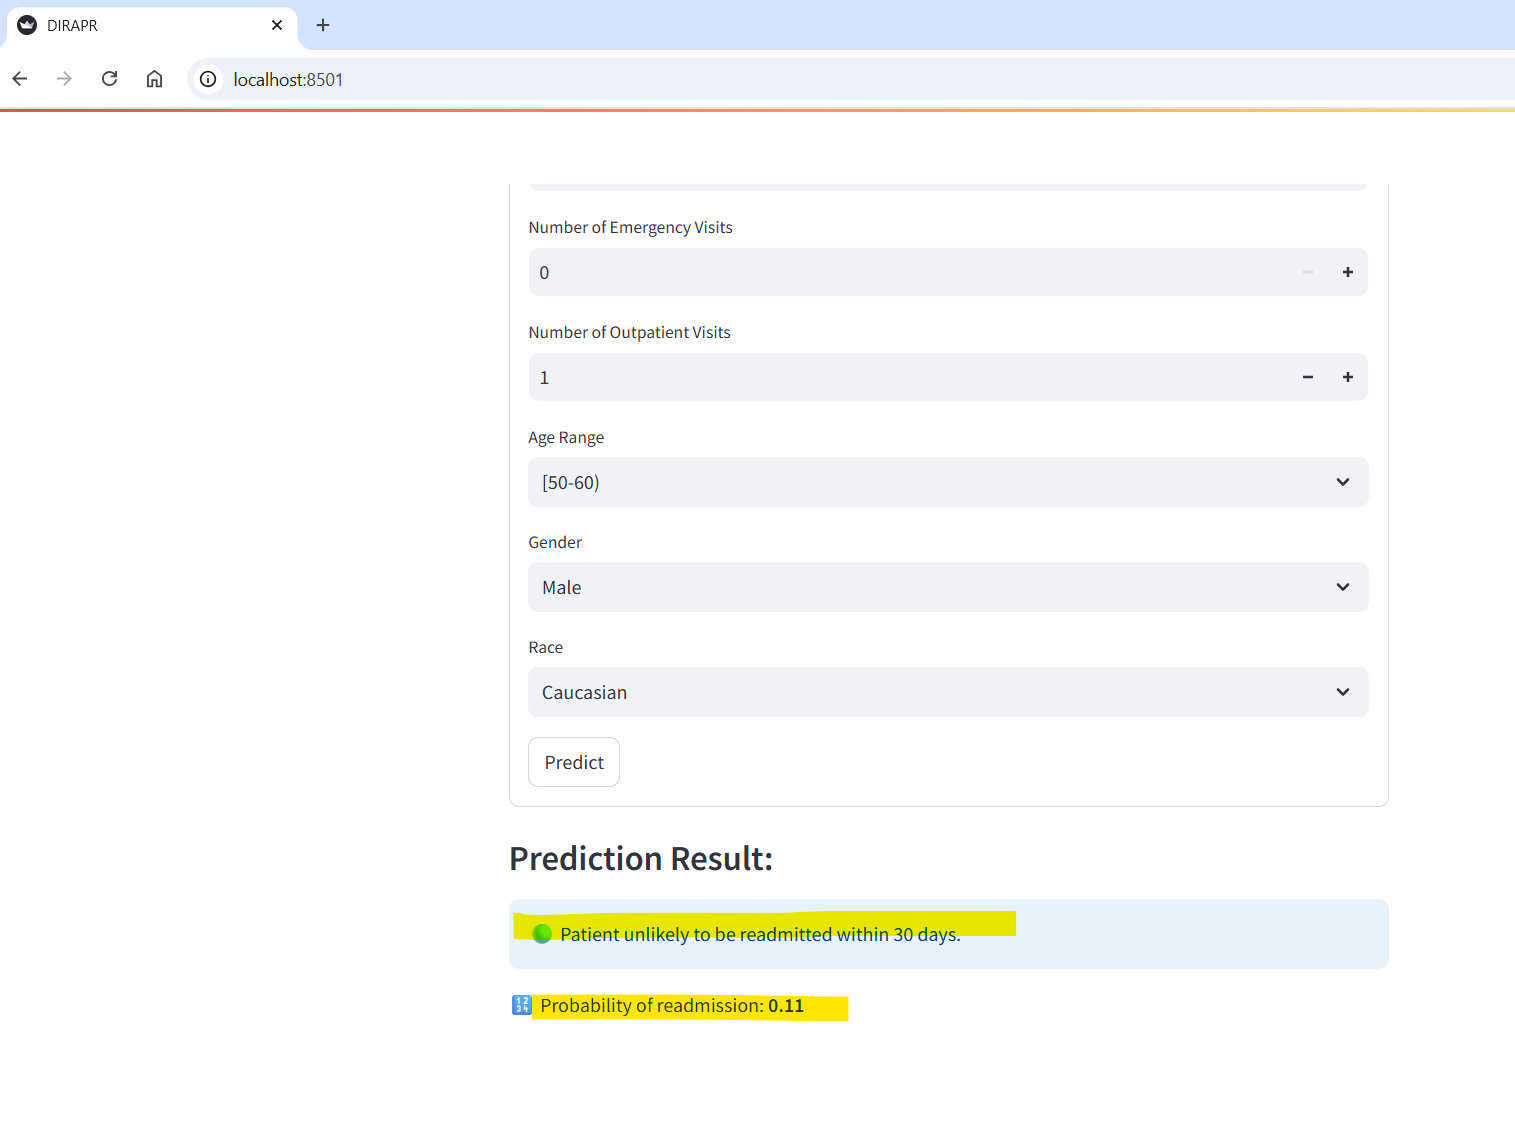 DIRAPR
localhost:8501
Number of Emergency Visits
0
Number of Outpatient Visits
1
Age Range
[50-60)
Gender
Male
Race
Caucasian
Predict
Prediction Result:
Patient unlikely to be readmitted within 30 days.
🔢 Probability of readmission: 0.11